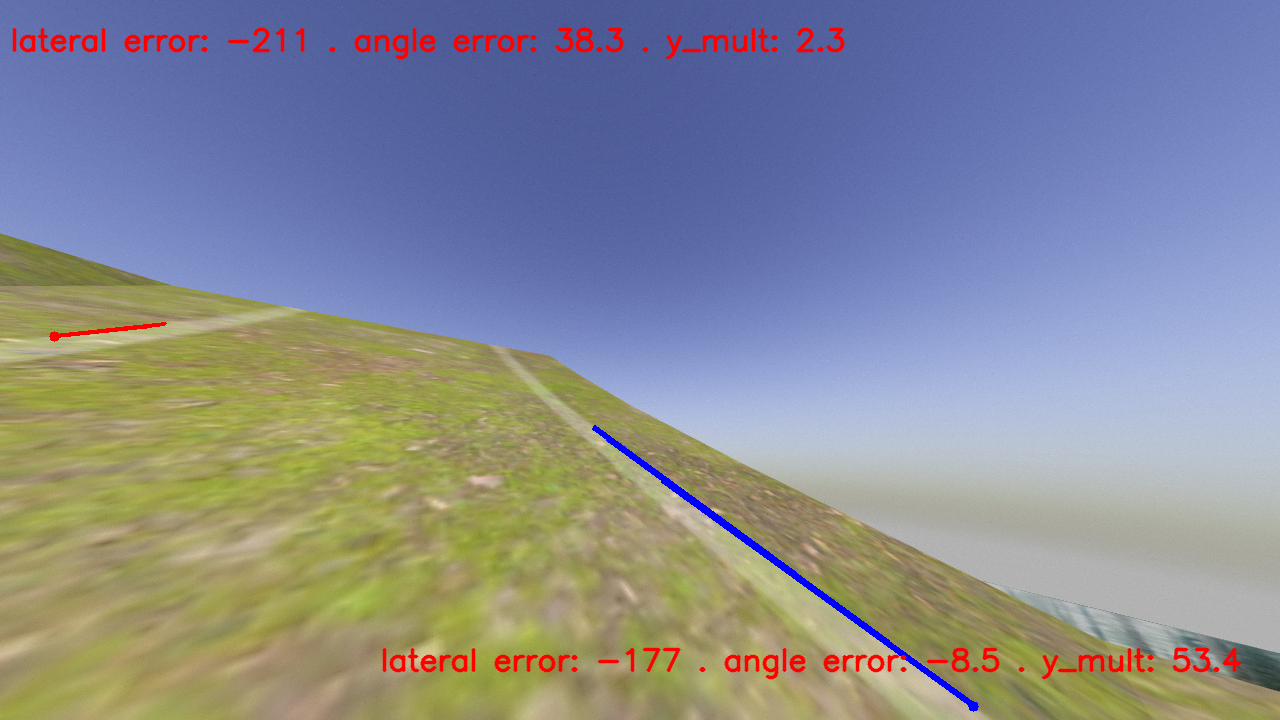 lateral error: -211 . angle error: 38.3 . y_mult: 2.3
lateral error: -177 . angle error: -8.5 . y_mult: 53.4